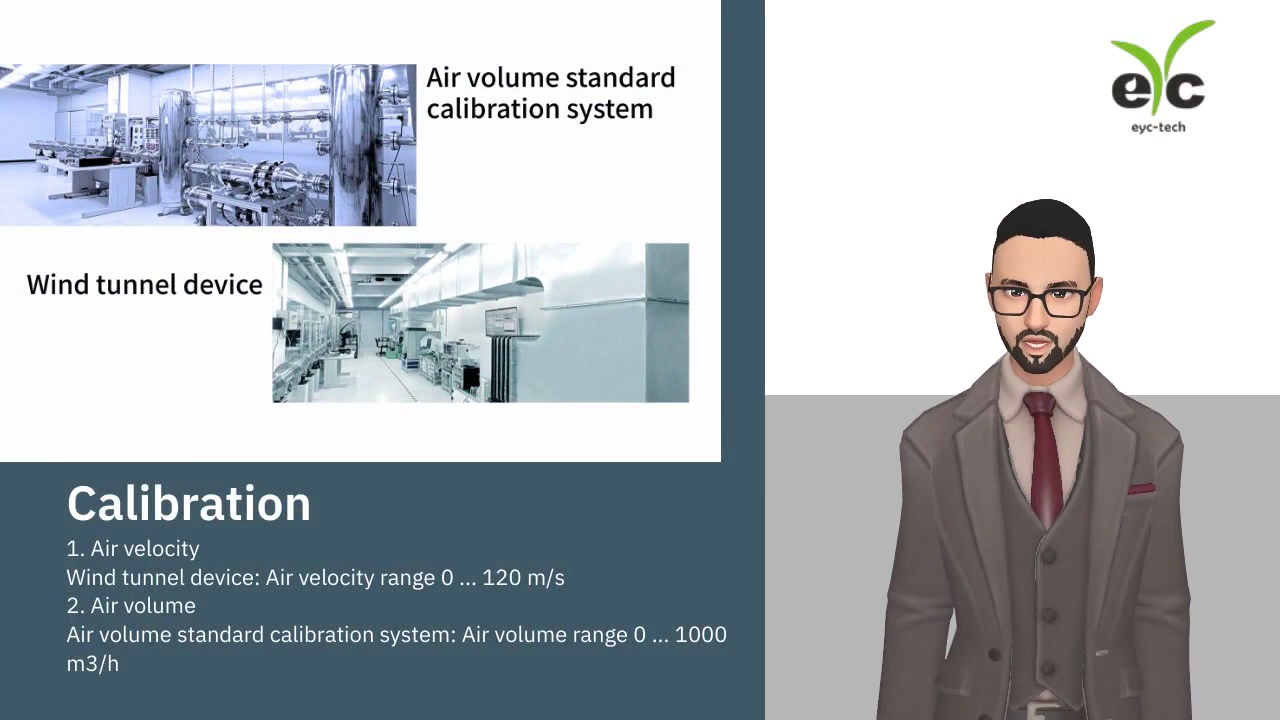 Air volume standard
calibration system
Wind tunnel device
Calibration
1. Air velocity
Wind tunnel device: Air velocity range 0 ... 120 m/s
2. Air volume
Air volume standard calibration system: Air volume range 0 ... 1000
m3/h
eyc
eyc-tech